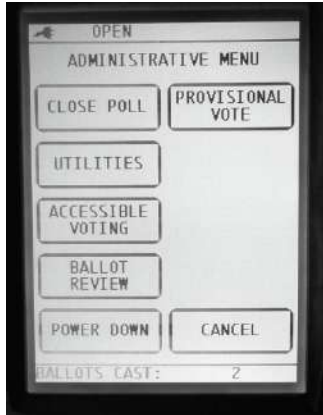 OPEN
ADMINISTRATIVE MENU
CLOSE POLL
PROVISIONAL
VOTE
UTILITIES
ACCESSIBLE
VOTING
BALLOT
REVIEW
POWER DOWN
CANCEL
BALLOTS CAST: 2